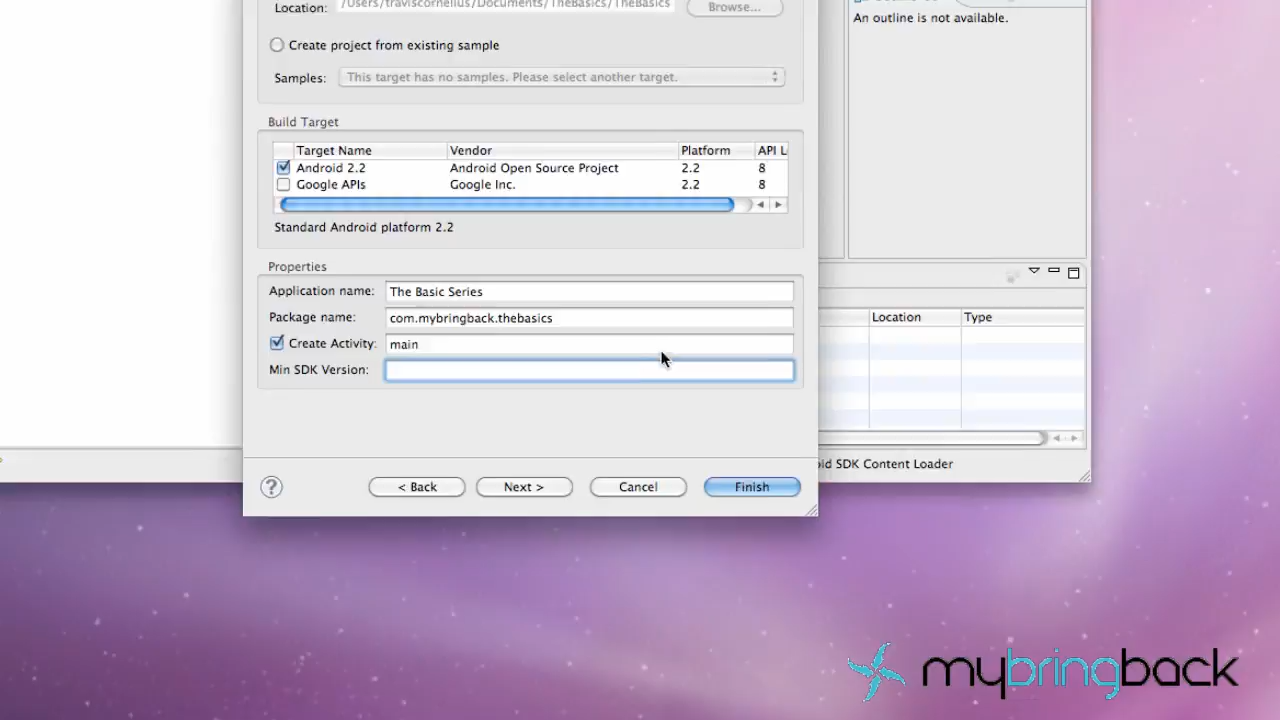 Location: /Users/traviscornelius/Documents/TheBasics/TheBasics Browse...
An outline is not available.
Create project from existing sample
Samples: This target has no samples. Please select another target.
Build Target
Target Name Vendor Platform API L
Android 2.2 Android Open Source Project 2.2 8
Google APIs Google Inc. 2.2 8
Standard Android platform 2.2
Properties
Application name: The Basic Series
Package name: com.mybringback.thebasics
Location Type
Create Activity: main
Min SDK Version:
oid SDK Content Loader
? < Back Next > Cancel Finish
mybringback